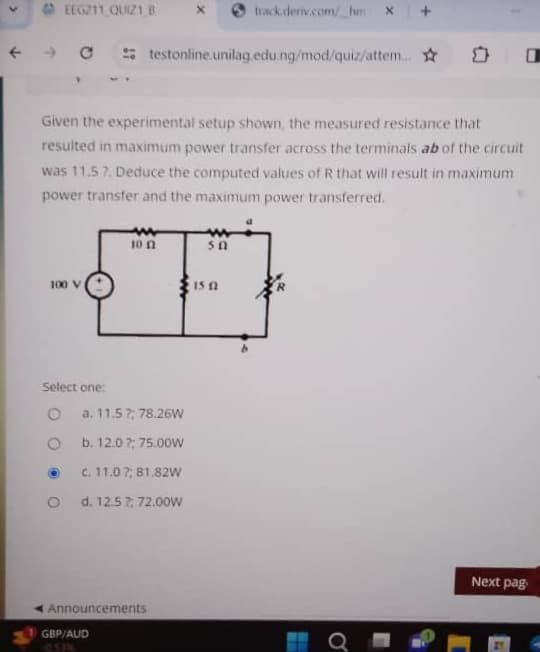 EEG211_QUIZ1_B × track.deriv.com/_hm × +
testonline.unilag.edu.ng/mod/quiz/attem...
Given the experimental setup shown, the measured resistance that
resulted in maximum power transfer across the terminals ab of the circuit
was 11.5 ?. Deduce the computed values of R that will result in maximum
power transfer and the maximum power transferred.
a
10 Ω 5 Ω
100 V + 15 Ω R
b
Select one:
a. 11.5 ?; 78.26W
b. 12.0 ?; 75.00W
c. 11.0 ?; 81.82W
d. 12.5 ?; 72.00W
Next pag
◄ Announcements
1 GBP/AUD 1